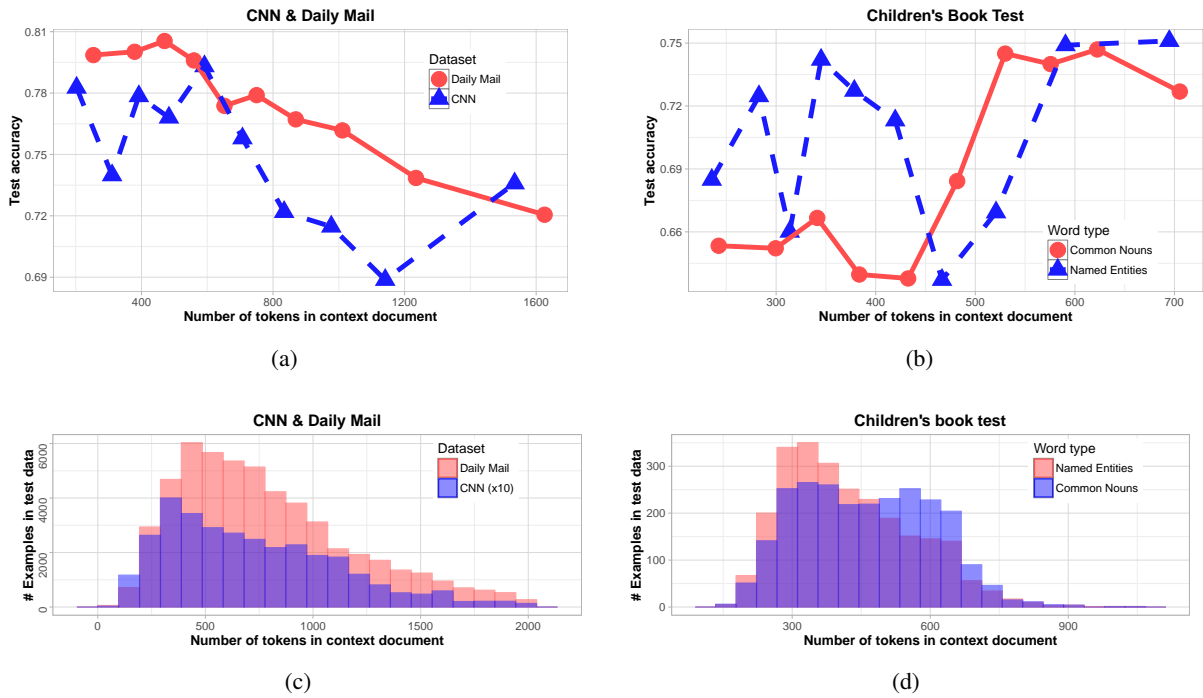 CNN & Daily Mail
0.81
0.78
0.75
0.72
0.69
Test accuracy
400
800
1200
1600
Number of tokens in context document
Dataset
Daily Mail
CNN
(a)
Children's Book Test
0.75
0.72
0.69
0.66
Test accuracy
300
400
500
600
700
Number of tokens in context document
Word type
Common Nouns
Named Entities
(b)
CNN & Daily Mail
6000
4000
2000
0
# Examples in test data
0
500
1000
1500
2000
Number of tokens in context document
Dataset
Daily Mail
CNN (x10)
(c)
Children's book test
300
200
100
0
# Examples in test data
300
600
900
Number of tokens in context document
Word type
Named Entities
Common Nouns
(d)